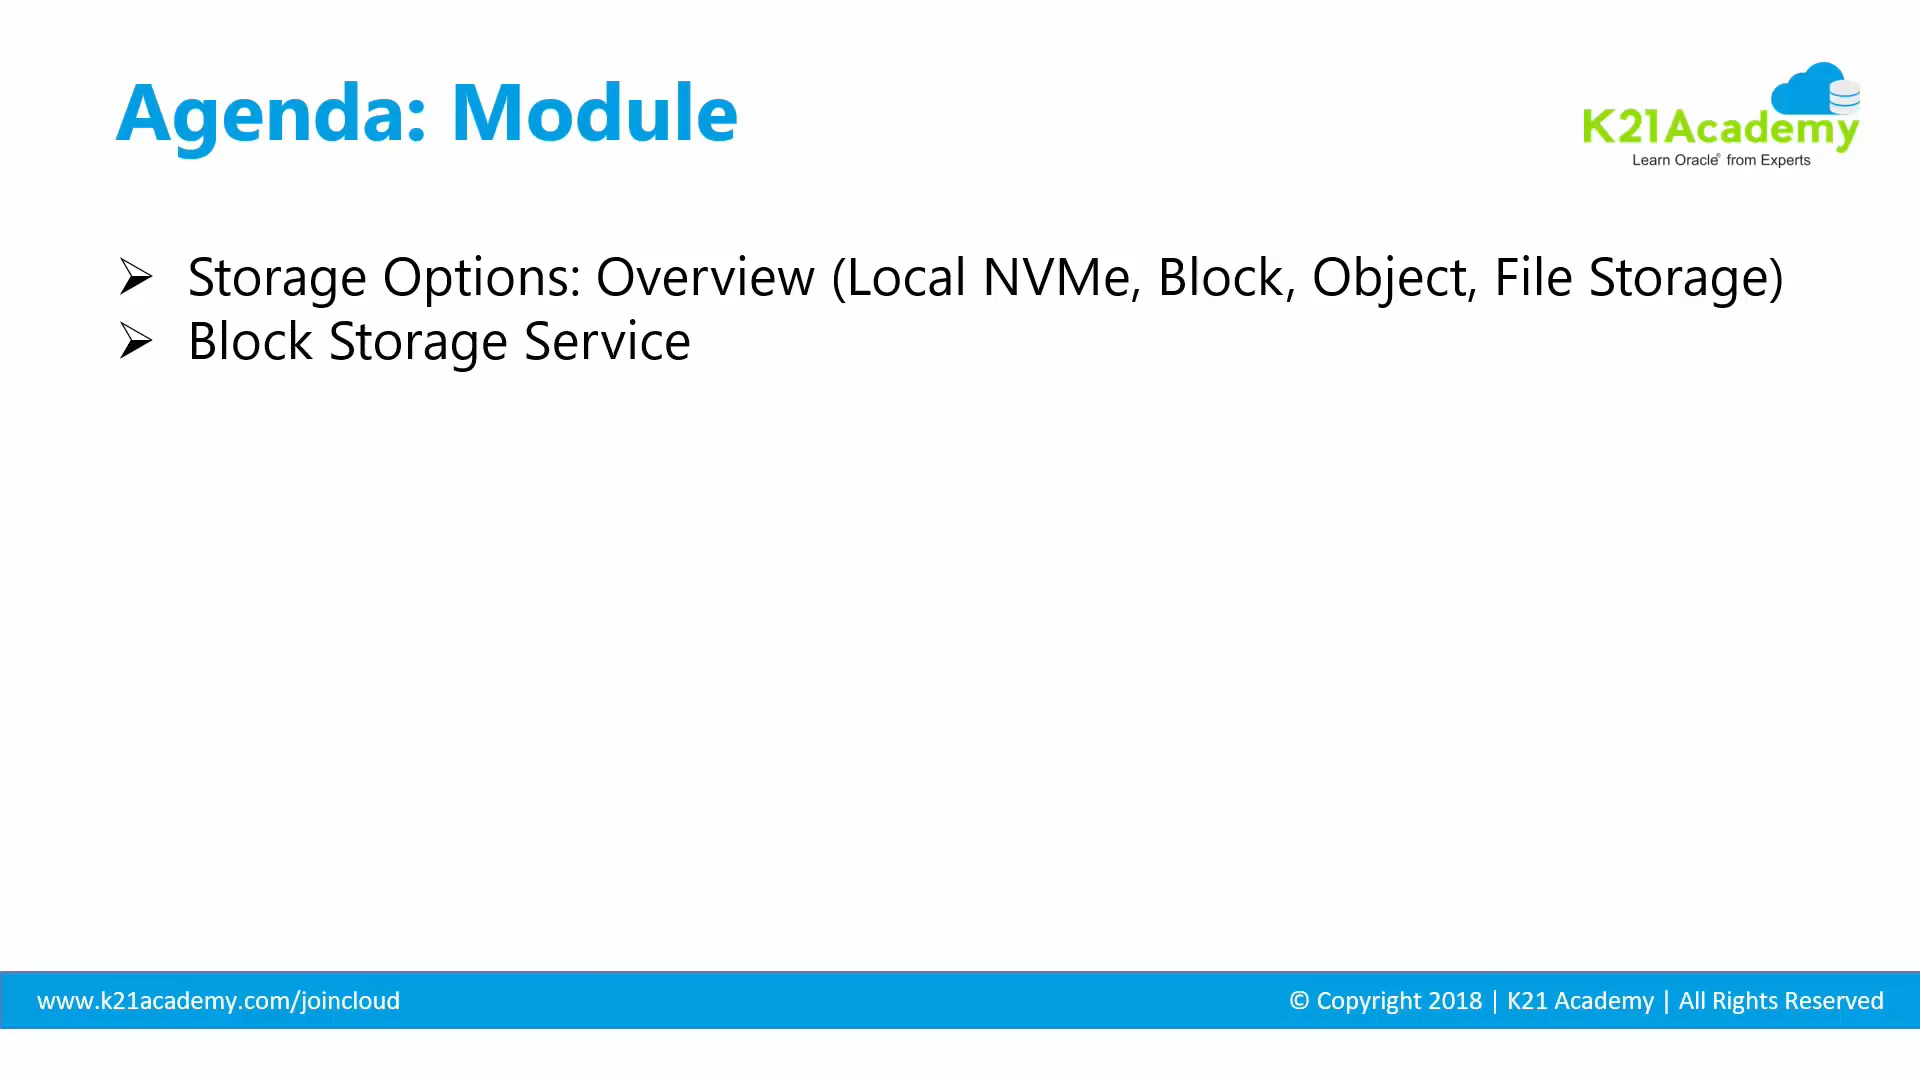 Agenda: Module
K21Academy
Learn Oracle® from Experts
➢ Storage Options: Overview (Local NVMe, Block, Object, File Storage)
➢ Block Storage Service
www.k21academy.com/joincloud
© Copyright 2018 | K21 Academy | All Rights Reserved